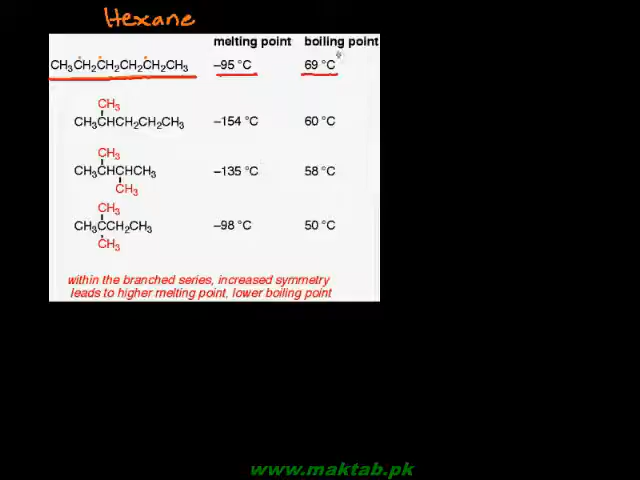 Hexane
melting point boiling point
CH3CH2CH2CH2CH2CH3 –95 °C 69 °C
CH3
CH3CHCH2CH2CH3 –154 °C 60 °C
CH3
CH3CHCHCH3 –135 °C 58 °C
CH3
CH3
CH3CCH2CH3 –98 °C 50 °C
CH3
within the branched series, increased symmetry
leads to higher melting point, lower boiling point
www.maktab.pk